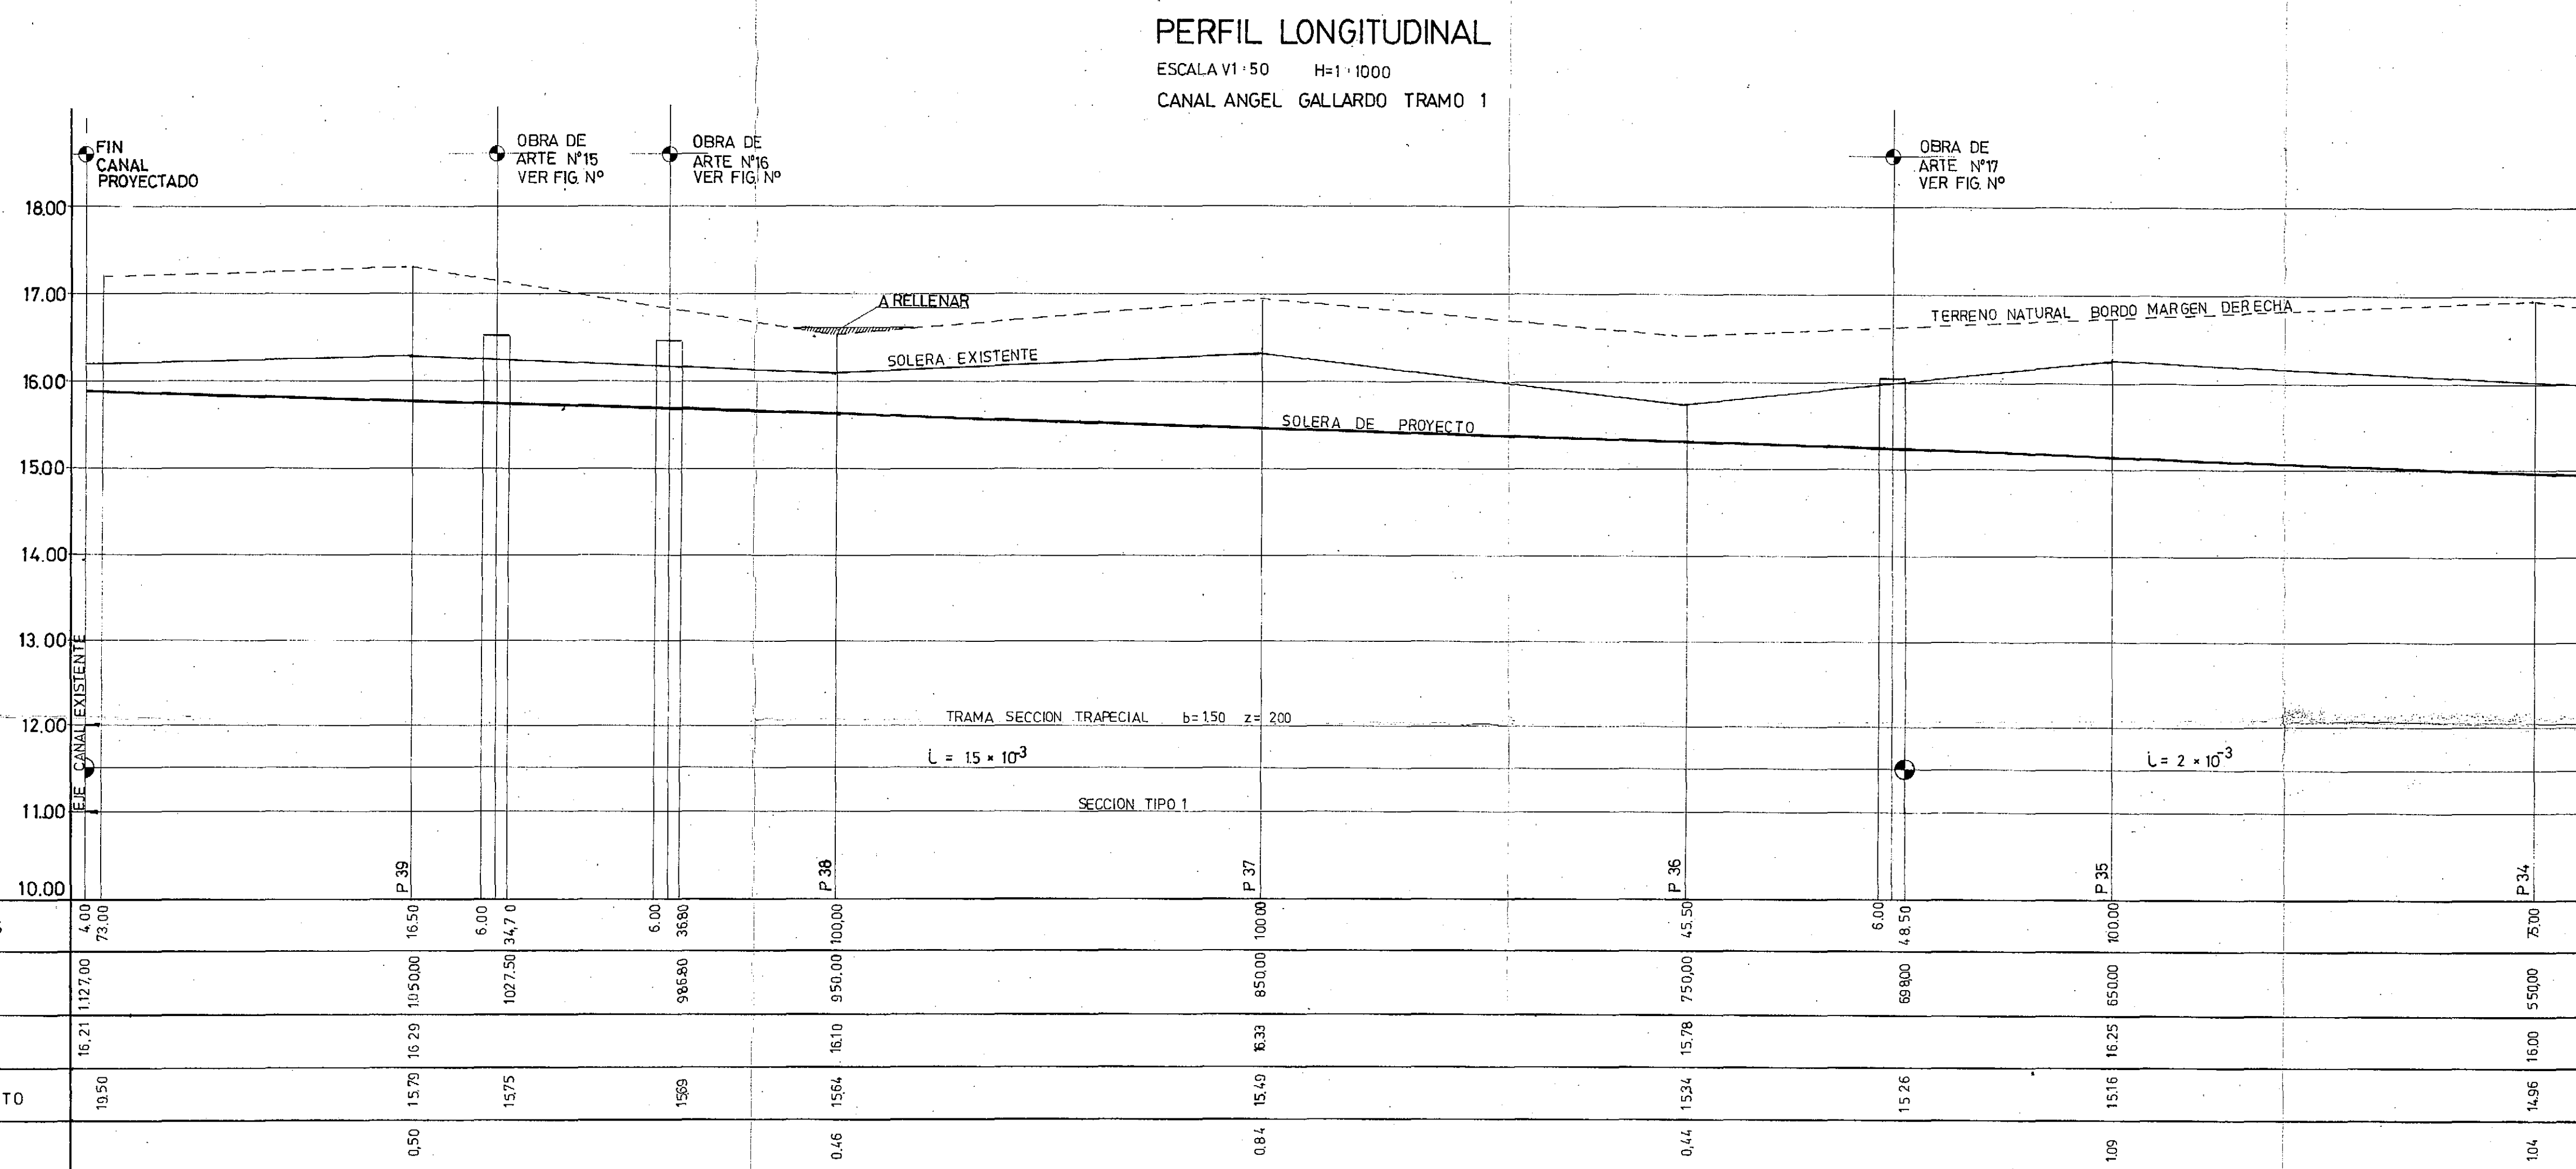 PERFIL LONGITUDINAL
ESCALA V1:50 H=1:1000
CANAL ANGEL GALLARDO TRAMO 1
FIN
CANAL
PROYECTADO
OBRA DE
ARTE Nº15
VER FIG. Nº
OBRA DE
ARTE Nº16
VER FIG. Nº
OBRA DE
ARTE Nº17
VER FIG. Nº
18.00
17.00
16.00
15.00
14.00
13.00
12.00
11.00
10.00
A RELLENAR
SOLERA EXISTENTE
SOLERA DE PROYECTO
TERRENO NATURAL BORDO MARGEN DERECHA
EJE CANAL EXISTENTE
TRAMA SECCION TRAPECIAL b=1.50 z=2.00
i = 1.5 × 10-3
i = 2 × 10-3
SECCION TIPO 1
P 39
P 38
P 37
P 36
P 35
P 34
4.00 73.00 16.50 6.00 34,70 6.00 36.80 100,00 100.00 45.50 6.00 48.50 100.00 75.00
1.127,00 1.050,00 1027.50 986.80 950.00 850.00 750,00 698,00 650.00 550,00
16,21 16 29 16.10 16.33 15.78 16.25 16.00
TO 19.50 15.79 15,75 15,69 15,64 15,49 15,34 15 26 15.16 14.96
0,50 0.46 0.84 0,44 1.09 1.04